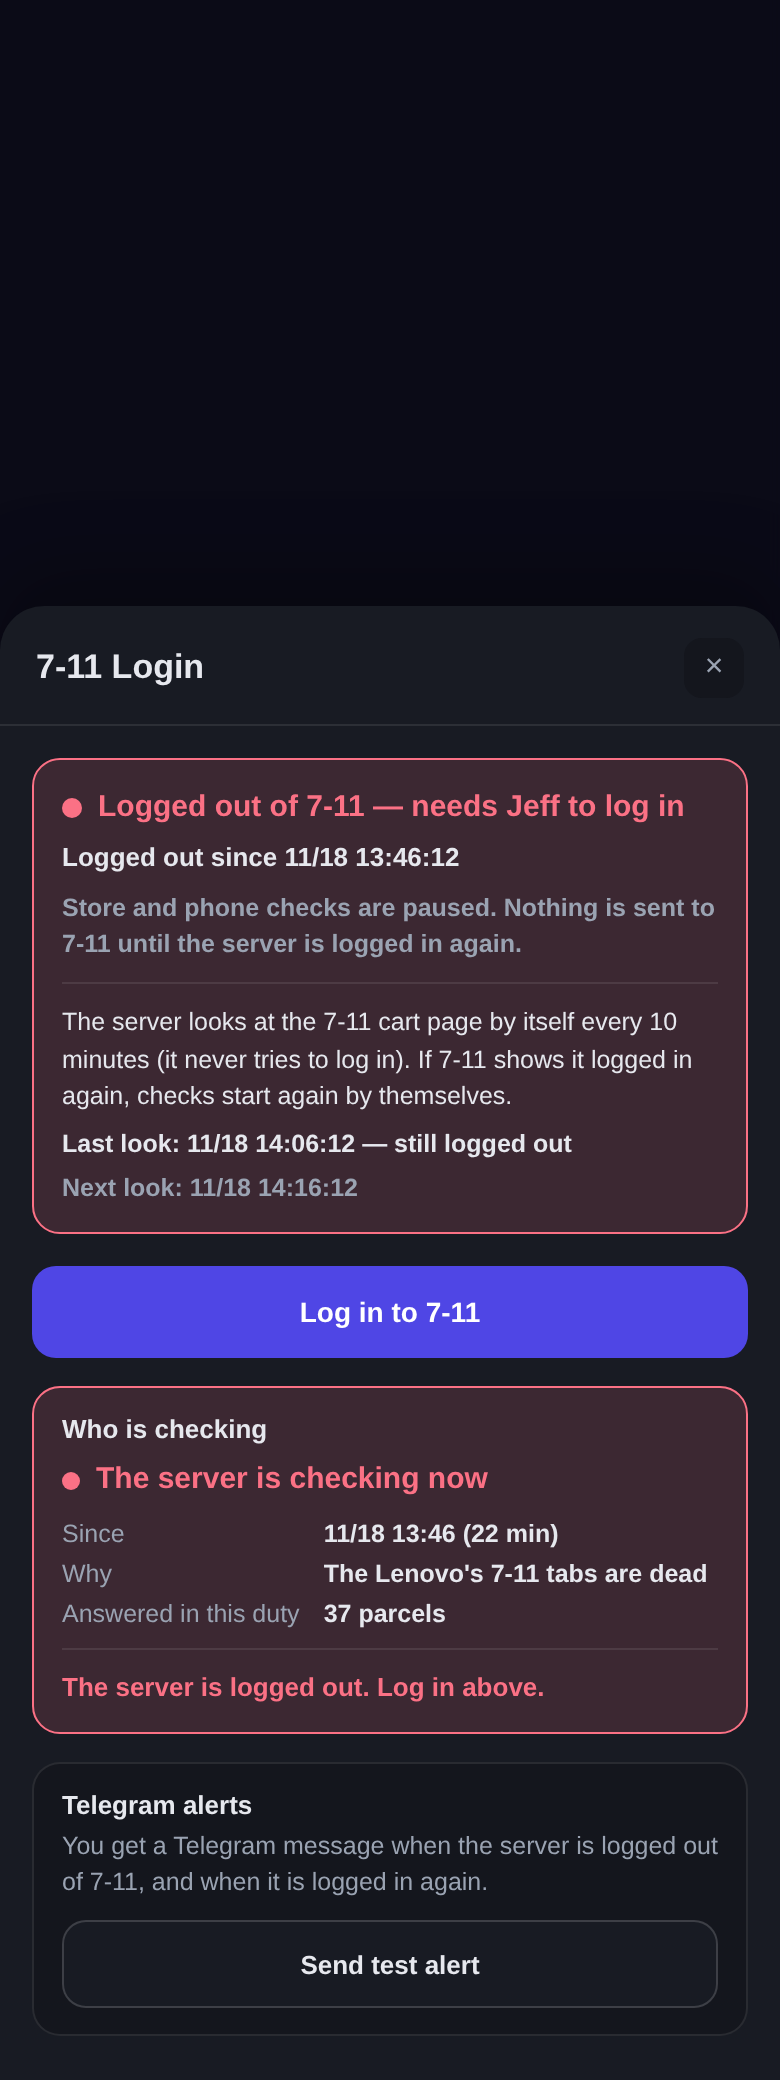 7-11 Login
✕
Logged out of 7-11 — needs Jeff to log in
Logged out since 11/18 13:46:12
Store and phone checks are paused. Nothing is sent to
7-11 until the server is logged in again.
The server looks at the 7-11 cart page by itself every 10
minutes (it never tries to log in). If 7-11 shows it logged in
again, checks start again by themselves.
Last look: 11/18 14:06:12 — still logged out
Next look: 11/18 14:16:12
Log in to 7-11
Who is checking
The server is checking now
Since 11/18 13:46 (22 min)
Why The Lenovo's 7-11 tabs are dead
Answered in this duty 37 parcels
The server is logged out. Log in above.
Telegram alerts
You get a Telegram message when the server is logged out
of 7-11, and when it is logged in again.
Send test alert